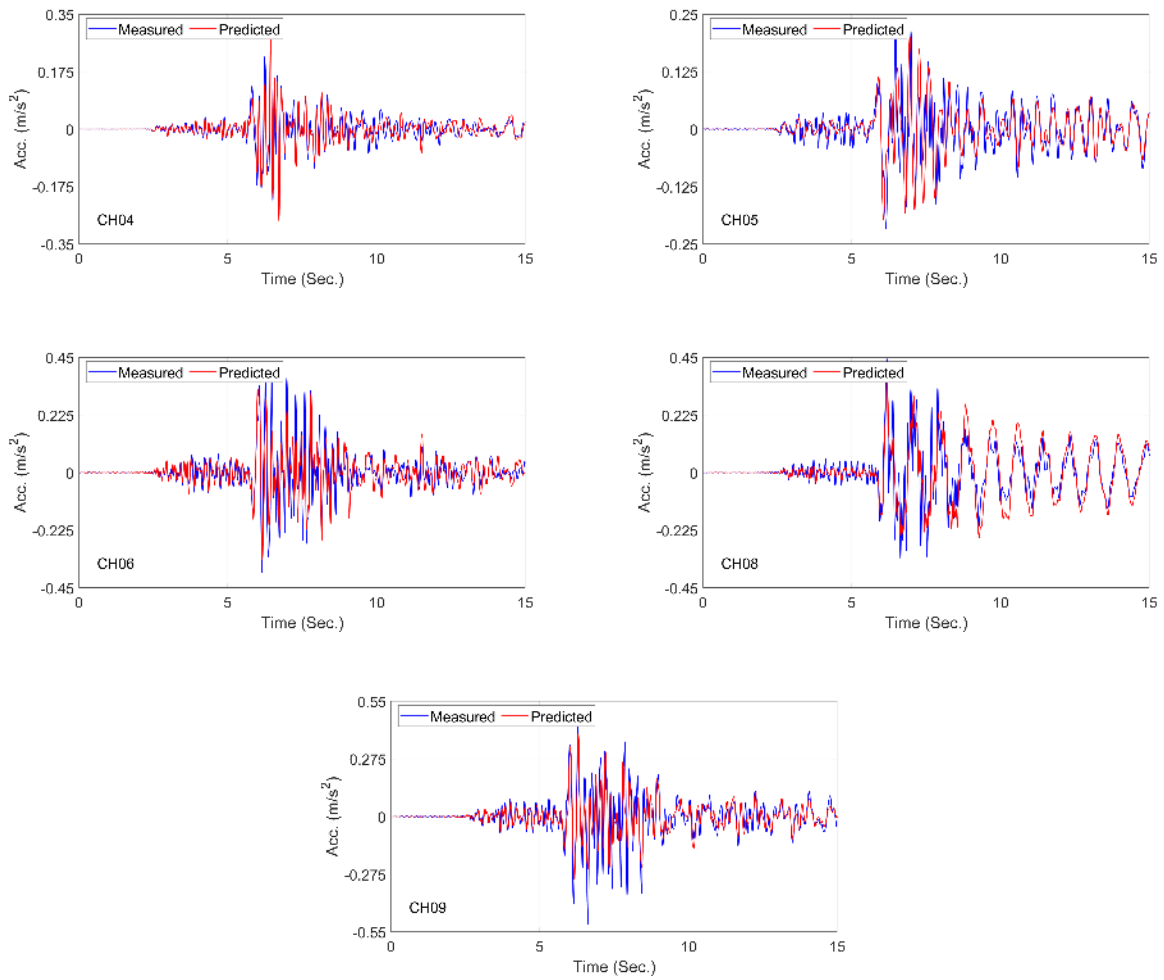 0.35
Measured Predicted
0.175
0
-0.175
-0.35
Acc. (m/s²)
CH04
0 5 10 15
Time (Sec.)
0.25
Measured Predicted
0.125
0
-0.125
-0.25
Acc. (m/s²)
CH05
0 5 10 15
Time (Sec.)
0.45
Measured Predicted
0.225
0
-0.225
-0.45
Acc. (m/s²)
CH06
0 5 10 15
Time (Sec.)
0.45
Measured Predicted
0.225
0
-0.225
-0.45
Acc. (m/s²)
CH08
0 5 10 15
Time (Sec.)
0.55
Measured Predicted
0.275
0
-0.275
-0.55
Acc. (m/s²)
CH09
0 5 10 15
Time (Sec.)